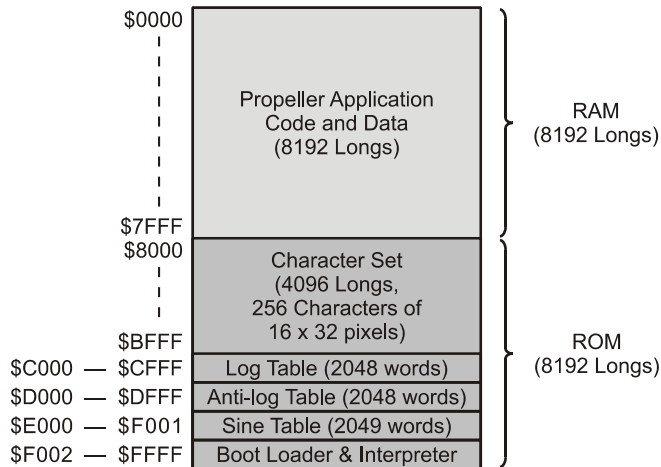 $0000
Propeller Application
Code and Data
(8192 Longs)
RAM
(8192 Longs)
$7FFF
$8000
Character Set
(4096 Longs,
256 Characters of
16 x 32 pixels)
$BFFF
ROM
(8192 Longs)
$C000 — $CFFF Log Table (2048 words)
$D000 — $DFFF Anti-log Table (2048 words)
$E000 — $F001 Sine Table (2049 words)
$F002 — $FFFF Boot Loader & Interpreter